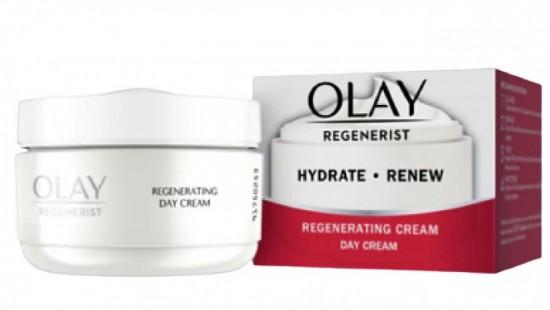 OLAY
REGENERIST
REGENERATING
DAY CREAM
OLAY
REGENERIST
HYDRATE • RENEW
REGENERATING CREAM
DAY CREAM